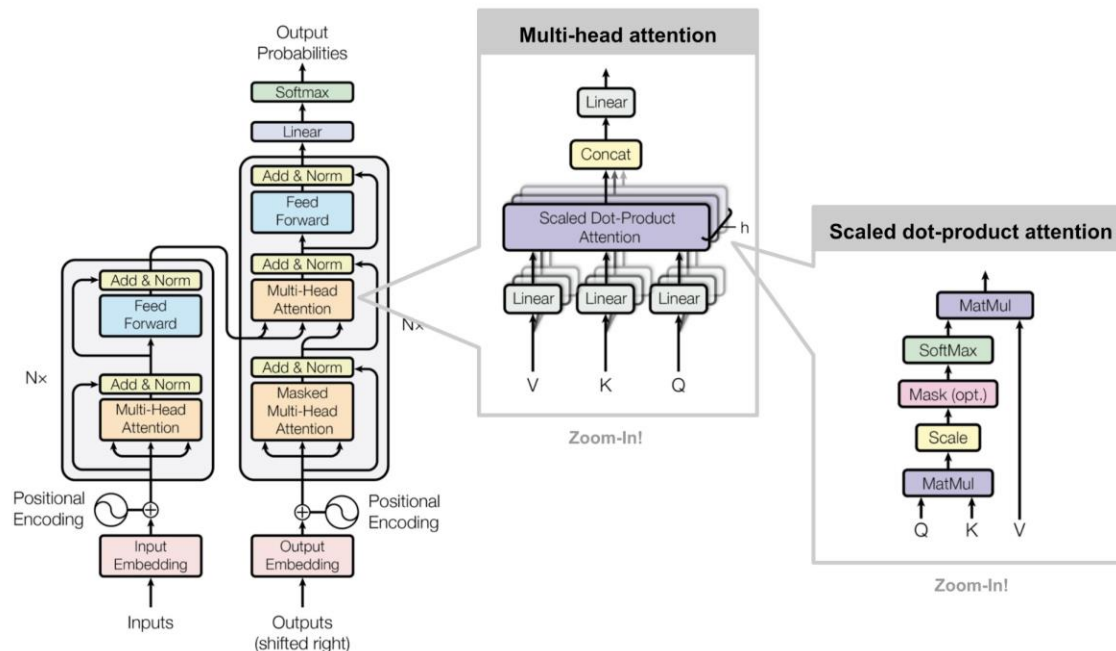 Output
Probabilities
Softmax
Linear
Add & Norm
Feed
Forward
Add & Norm
Multi-Head
Attention
Nx
Add & Norm
Masked
Multi-Head
Attention
Positional
Encoding
Output
Embedding
Outputs
(shifted right)
Add & Norm
Feed
Forward
Nx
Add & Norm
Multi-Head
Attention
Positional
Encoding
Input
Embedding
Inputs
Multi-head attention
Linear
Concat
Scaled Dot-Product
Attention
h
Linear Linear Linear
V K Q
Zoom-In!
Scaled dot-product attention
MatMul
SoftMax
Mask (opt.)
Scale
MatMul
Q K V
Zoom-In!